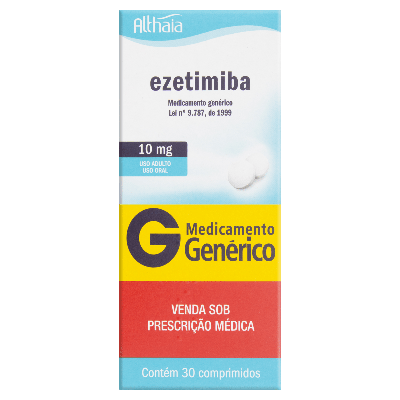 Althaia
ezetimiba
Medicamento genérico
Lei nº 9.787, de 1999
10 mg
USO ADULTO
USO ORAL
G Medicamento
Genérico
VENDA SOB
PRESCRIÇÃO MÉDICA
Contém 30 comprimidos